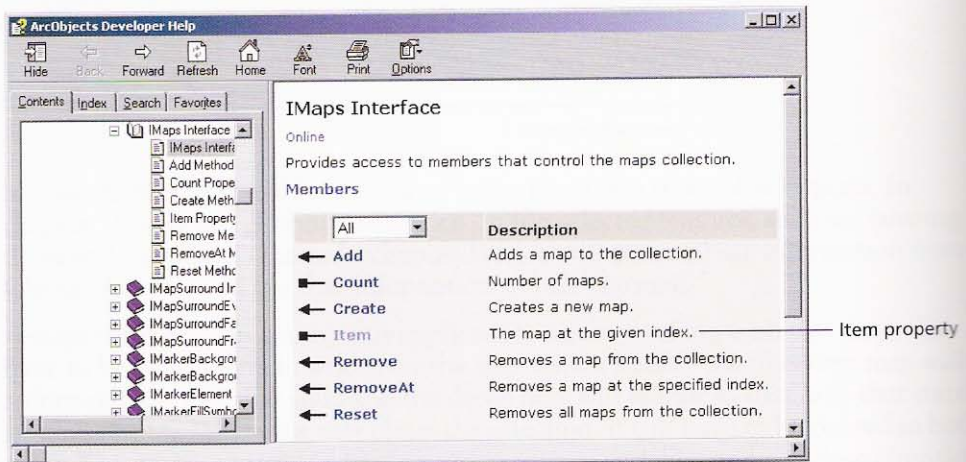 ArcObjects Developer Help
Hide Back Forward Refresh Home Font Print Options
Contents Index Search Favorites
IMaps Interface
IMaps Interfa
Add Method
Count Prope
Create Meth
Item Property
Remove Me
RemoveAt M
Reset Metho
IMapSurround In
IMapSurroundEv
IMapSurroundFa
IMapSurroundFr
IMarkerBackgrou
IMarkerBackgrou
IMarkerElement
IMarkerFillSymbo
IMaps Interface
Online
Provides access to members that control the maps collection.
Members
All Description
Add Adds a map to the collection.
Count Number of maps.
Create Creates a new map.
Item The map at the given index.
Remove Removes a map from the collection.
RemoveAt Removes a map at the specified index.
Reset Removes all maps from the collection.
Item property